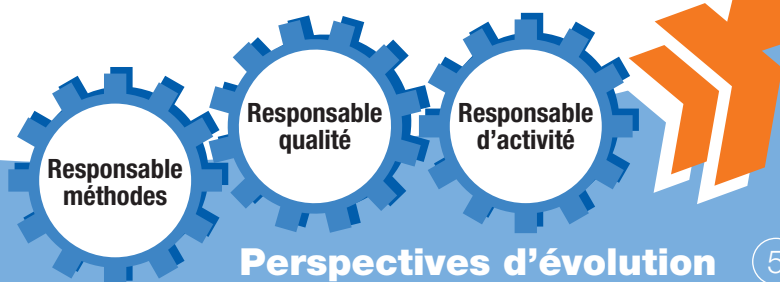 Responsable
qualité
Responsable
d'activité
Responsable
méthodes
Perspectives d'évolution
5